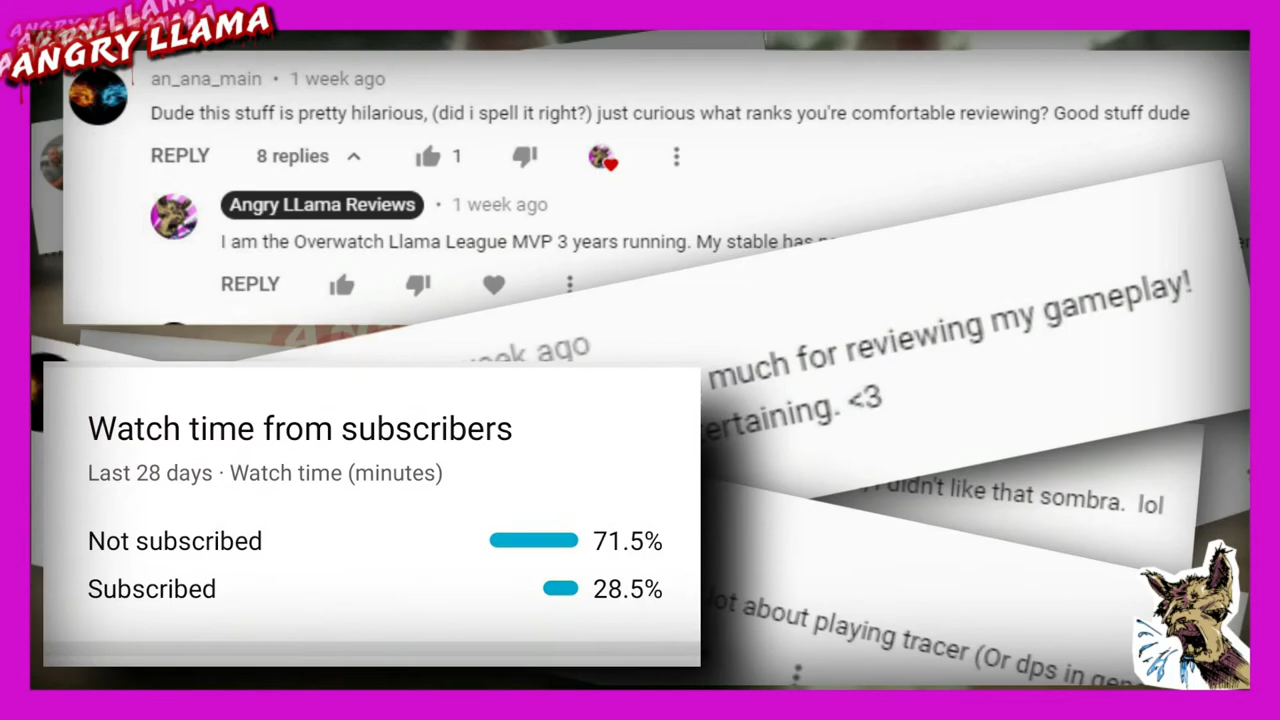 ANGRY LLAMA
an_ana_main • 1 week ago
Dude this stuff is pretty hilarious, (did i spell it right?) just curious what ranks you're comfortable reviewing? Good stuff dude
REPLY 8 replies 1
Angry LLama Reviews • 1 week ago
I am the Overwatch Llama League MVP 3 years running. My stable has
REPLY
week ago
much for reviewing my gameplay!
ertaining. <3
didn't like that sombra. lol
lot about playing tracer (Or dps in gen
Watch time from subscribers
Last 28 days · Watch time (minutes)
Not subscribed 71.5%
Subscribed 28.5%